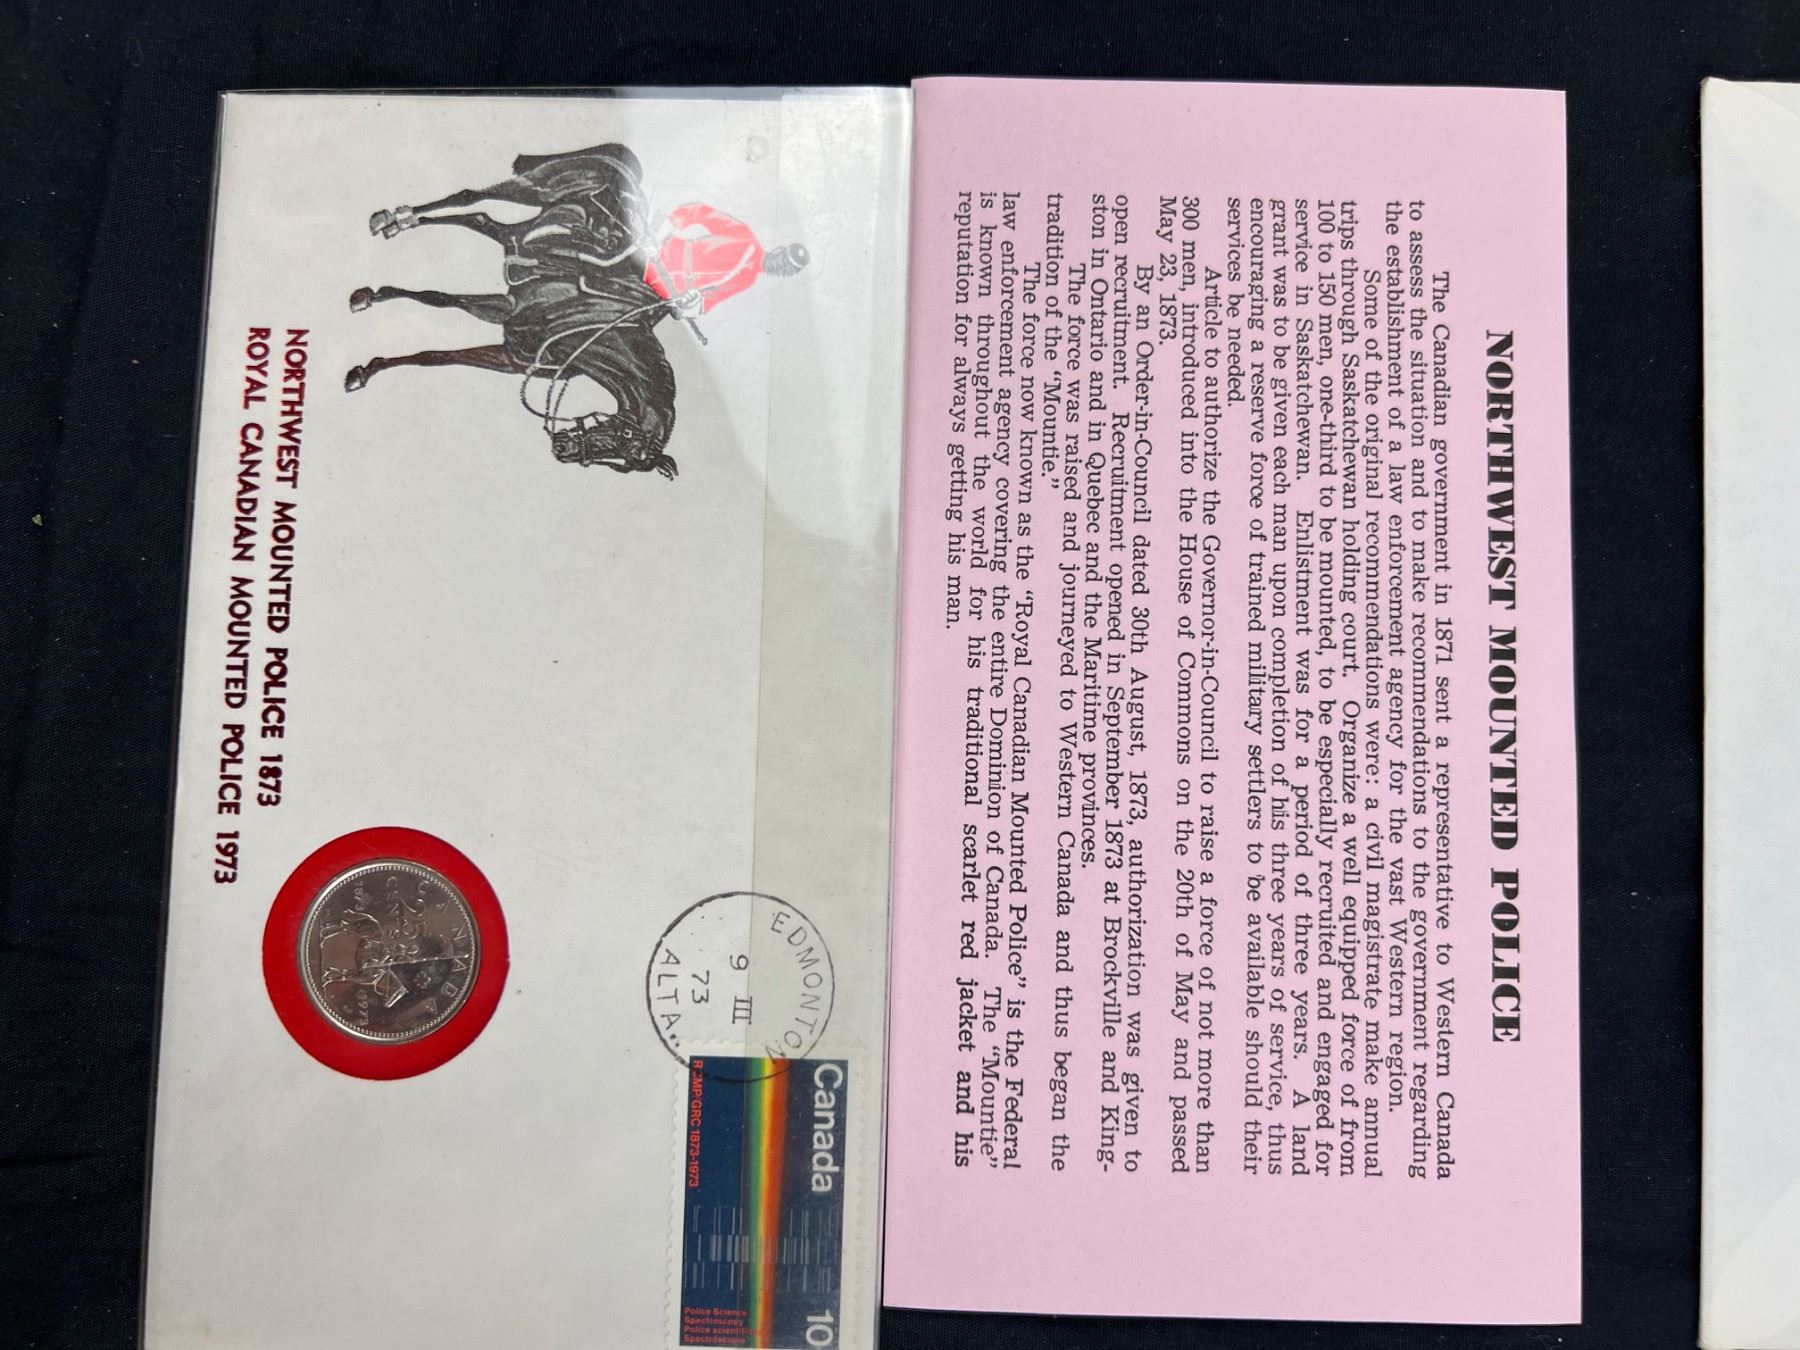 NORTHWEST MOUNTED POLICE
The Canadian government in 1871 sent a representative to Western Canada
to assess the situation and to make recommendations to the government regarding
the establishment of a law enforcement agency for the vast Western region.
Some of the original recommendations were: a civil magistrate make annual
trips through Saskatchewan holding court. Organize a well equipped force of from
100 to 150 men, one-third to be mounted, to be especially recruited and engaged for
service in Saskatchewan. Enlistment was for a period of three years. A land
grant was to be given each man upon completion of his three years of service, thus
encouraging a reserve force of trained military settlers to be available should their
services be needed.
Article to authorize the Governor-in-Council to raise a force of not more than
300 men, introduced into the House of Commons on the 20th of May and passed
May 23, 1873.
By an Order-in-Council dated 30th August, 1873, authorization was given to
open recruitment. Recruitment opened in September 1873 at Brockville and King-
ston in Ontario and in Quebec and the Maritime provinces.
The force was raised and journeyed to Western Canada and thus began the
tradition of the "Mountie."
The force now known as the "Royal Canadian Mounted Police" is the Federal
law enforcement agency covering the entire Dominion of Canada. The "Mountie"
is known throughout the world for his traditional scarlet red jacket and his
reputation for always getting his man.
EDMONTON
9 III
73
ALTA.
Canada 10
RCMP/GRC 1873-1973
Police Science
Spectroscopy
Police scientifique
Spectroscopie
CANADA
25
CENTS
1873 1973
NORTHWEST MOUNTED POLICE 1873
ROYAL CANADIAN MOUNTED POLICE 1973